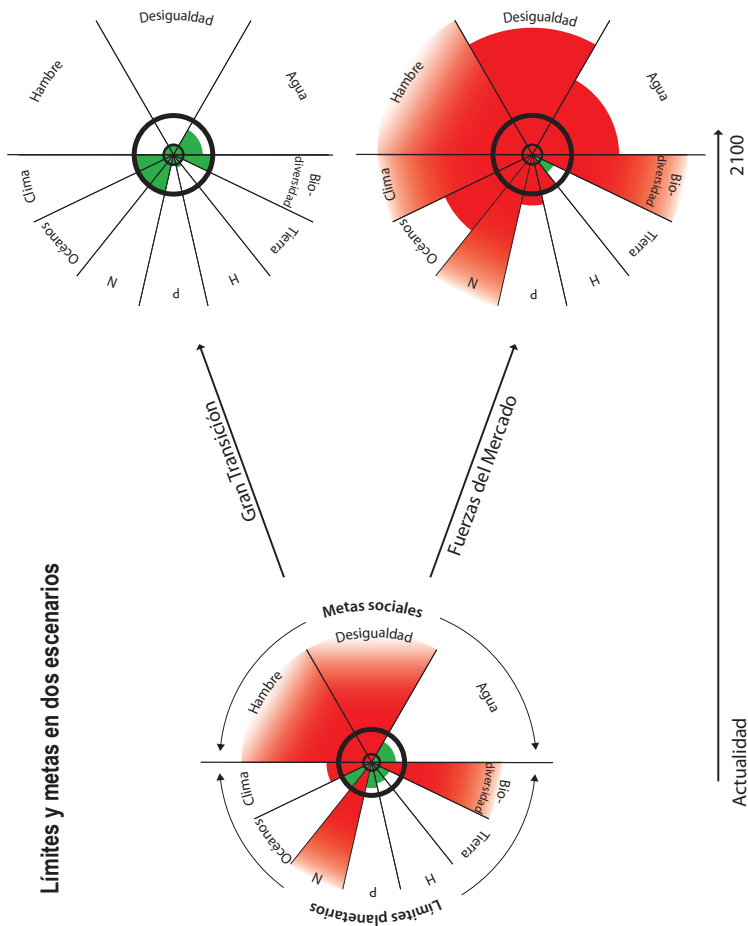 Límites y metas en dos escenarios
Desigualdad
Hambre
Agua
Clima
Bio-
diversidad
Océanos
Tierra
N
P
H
Desigualdad
Hambre
Agua
Clima
Bio-
diversidad
Océanos
Tierra
N
P
H
Gran Transición
Fuerzas del Mercado
Metas sociales
Desigualdad
Hambre
Agua
Clima
Bio-
diversidad
Océanos
Tierra
N
P
H
Límites planetarios
Actualidad
2100